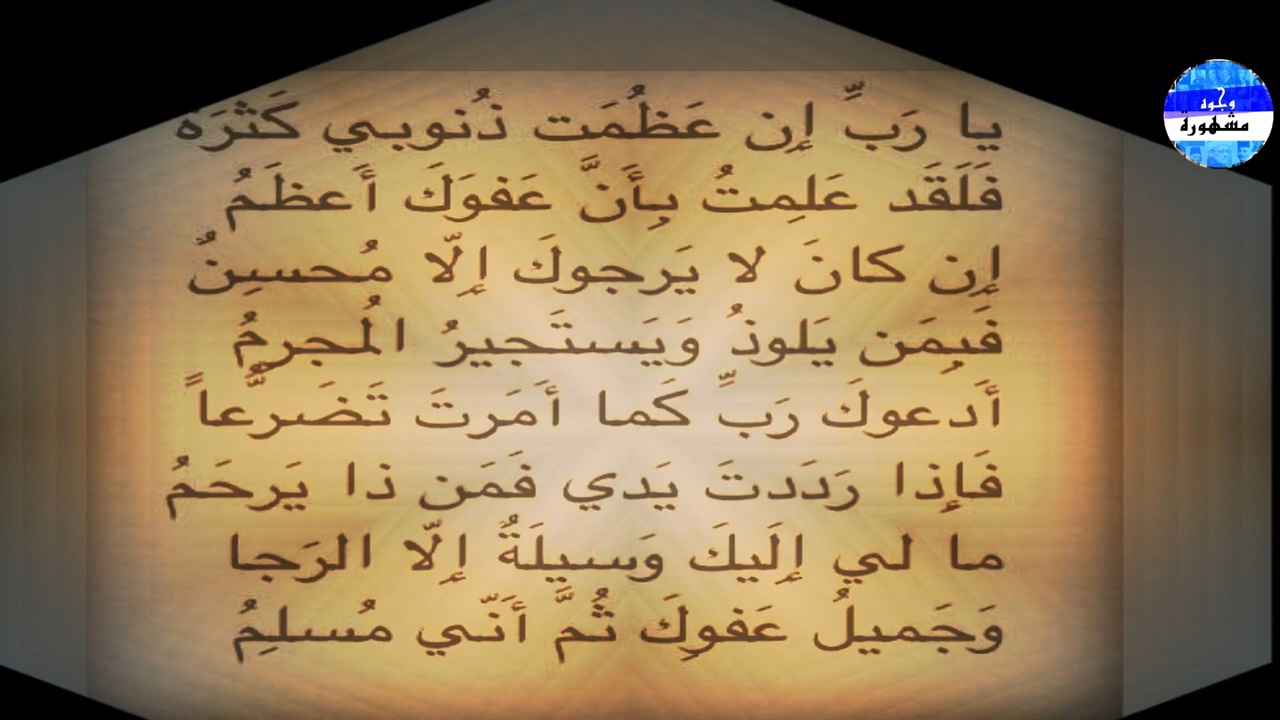 يا رَبِّ إِن عَظُمَت ذُنوبي كَثرَةً
فَلَقَد عَلِمتُ بِأَنَّ عَفوَكَ أَعظَمُ
إِن كانَ لا يَرجوكَ إِلّا مُحسِنٌ
فَبِمَن يَلوذُ وَيَستَجيرُ المُجرِمُ
أَدعوكَ رَبِّ كَما أَمَرتَ تَضَرُّعاً
فَإِذا رَدَدتَ يَدي فَمَن ذا يَرحَمُ
ما لي إِلَيكَ وَسيلَةٌ إِلّا الرَجا
وَجَميلُ عَفوِكَ ثُمَّ أَنّي مُسلِمُ
وجوه
مشهورة